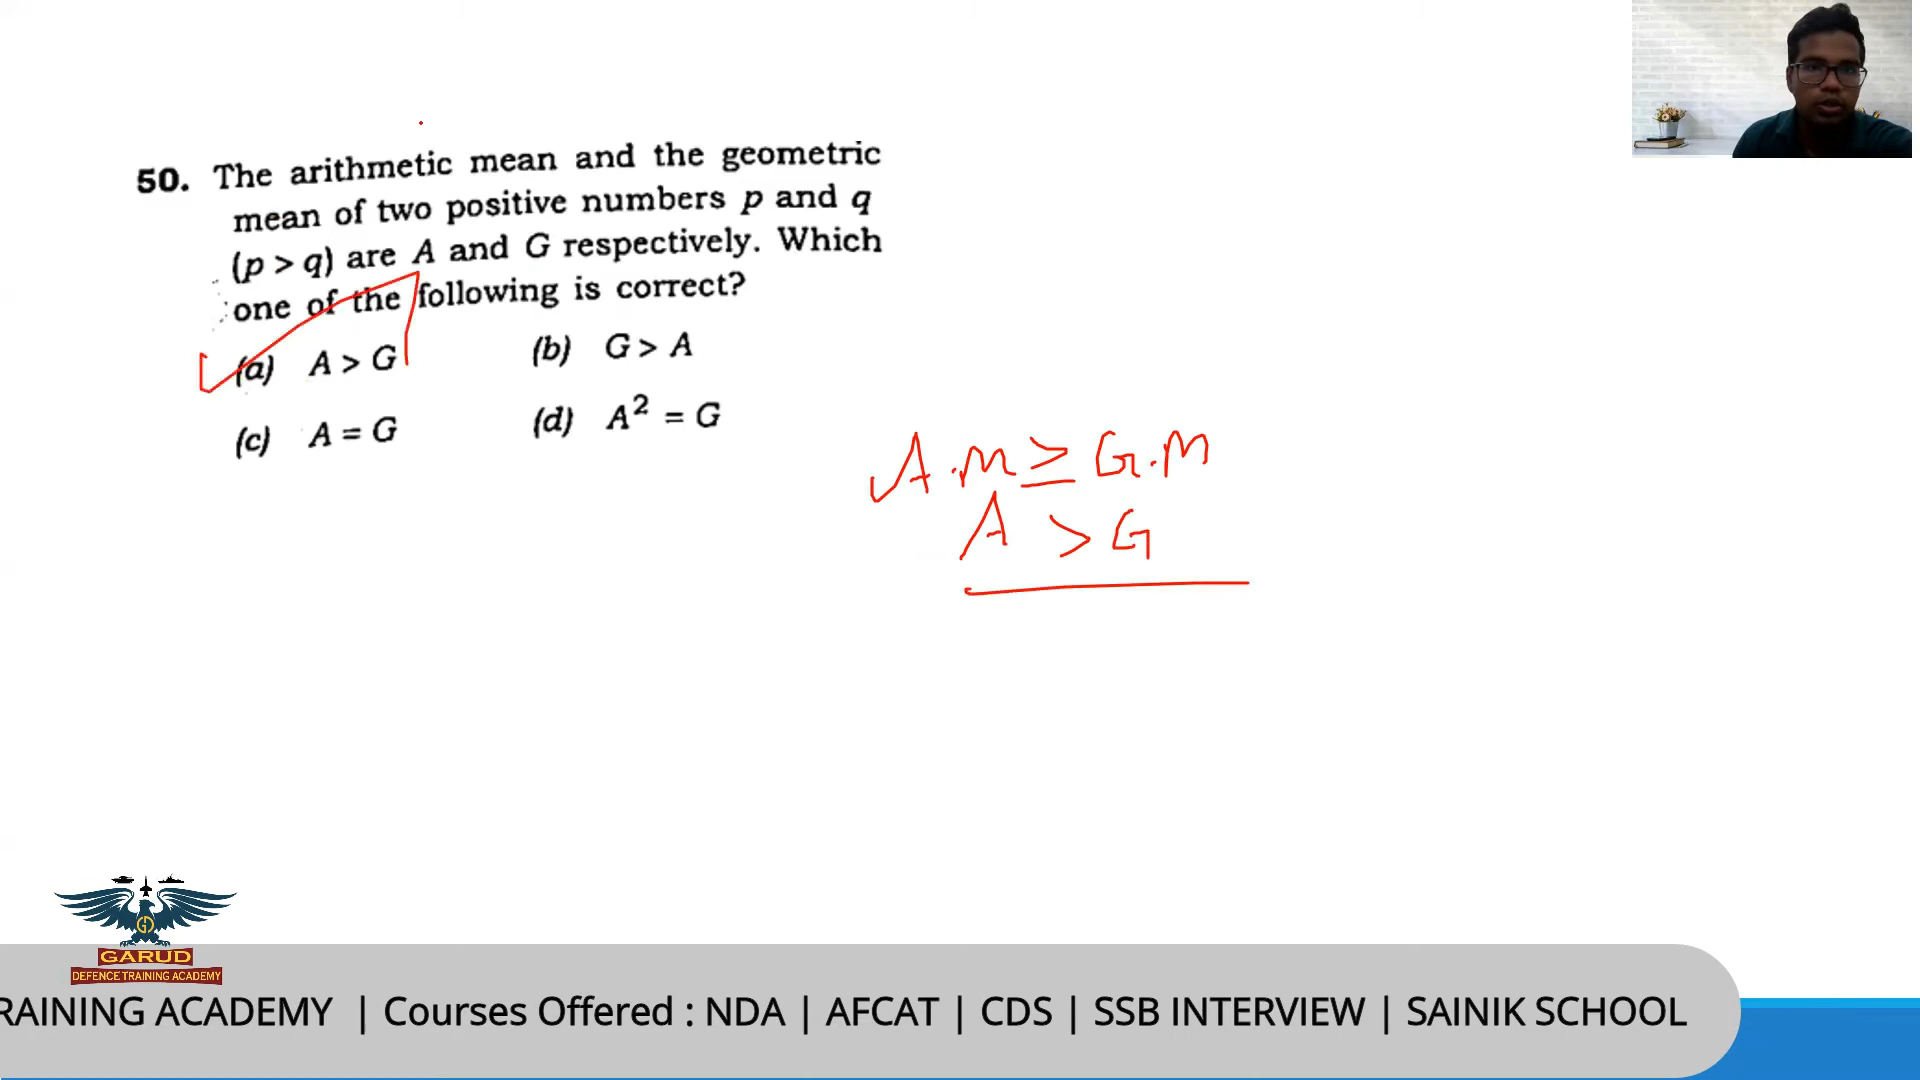 50. The arithmetic mean and the geometric
mean of two positive numbers p and q
(p > q) are A and G respectively. Which
one of the following is correct?
(a) A > G (b) G > A
(c) A = G (d) A² = G
A.M ≥ G.M
A > G
GARUD
DEFENCE TRAINING ACADEMY
RAINING ACADEMY | Courses Offered : NDA | AFCAT | CDS | SSB INTERVIEW | SAINIK SCHOOL